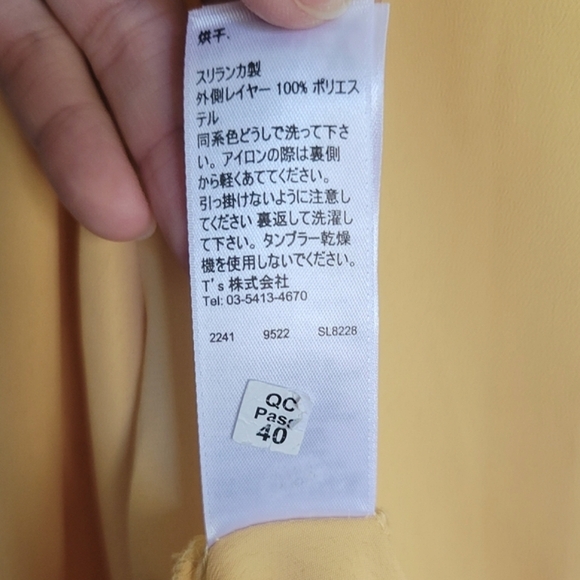 烘干.
スリランカ製
外側レイヤー 100% ポリエス
テル
同系色どうしで洗って下さ
い。アイロンの際は裏側
から軽くあててください。
引っ掛けないように注意し
てください 裏返して洗濯し
て下さい。タンブラー乾燥
機を使用しないでください。
T's 株式会社
Tel: 03-5413-4670
2241 9522 SL8228
QC
Pass
40